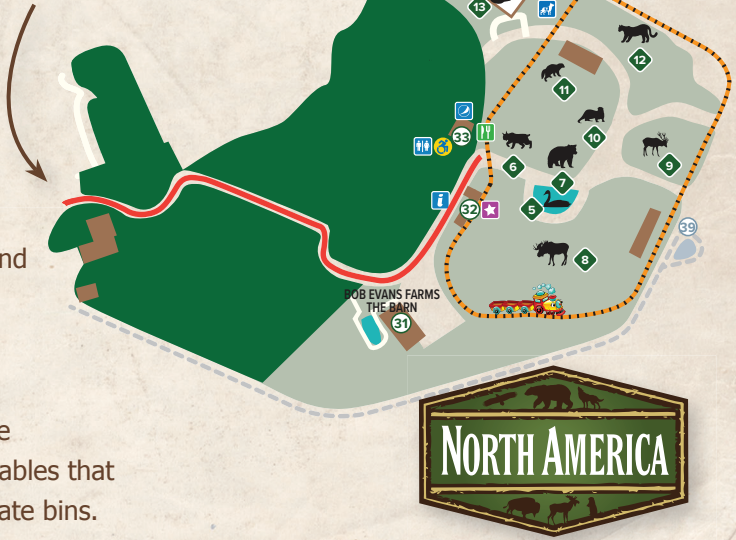 13
12
11
33
10
6
9
7
5
32
39
8
nd
BOB EVANS FARMS
THE BARN
31
e
ables that
ate bins.
NORTH AMERICA